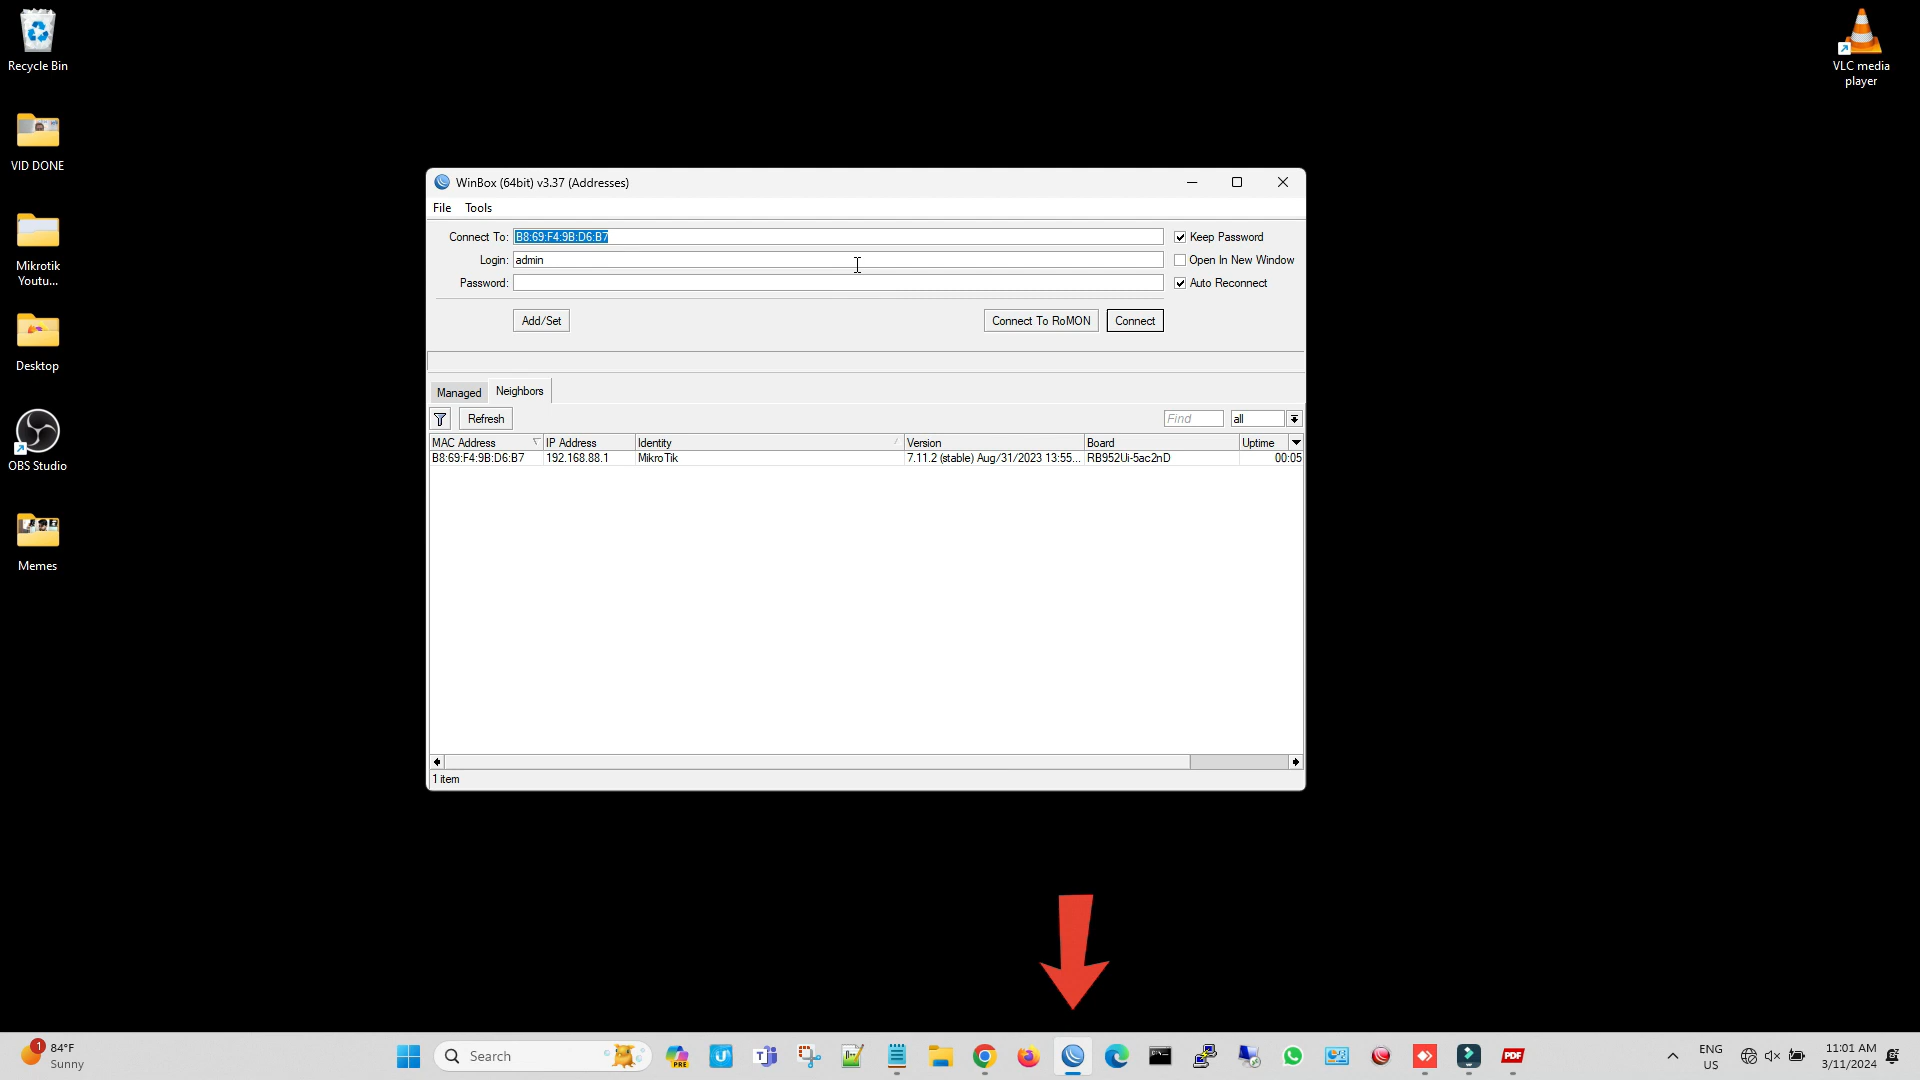 Recycle Bin
VID DONE
Mikrotik
Youtu...
Desktop
OBS Studio
Memes
VLC media
player
WinBox (64bit) v3.37 (Addresses)
File Tools
Connect To: B8:69:F4:9B:D6:B7
Keep Password
Login: admin
Open In New Window
Password:
Auto Reconnect
Add/Set
Connect To RoMON
Connect
Managed
Neighbors
Refresh
Find
all
MAC Address IP Address Identity Version Board Uptime
B8:69:F4:9B:D6:B7 192.168.88.1 MikroTik 7.11.2 (stable) Aug/31/2023 13:55... RB952Ui-5ac2nD 00:05
1 item
1
84°F
Sunny
Search
PRE
PDF
ENG
US
11:01 AM
3/11/2024